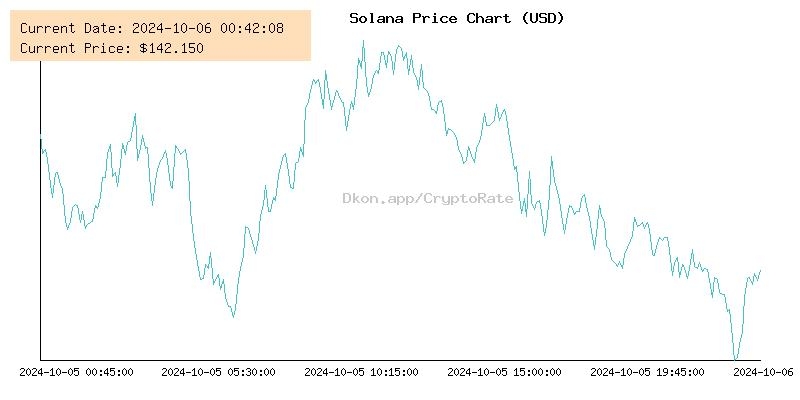 Solana Price Chart (USD)
Current Date: 2024-10-06 00:42:08
Current Price: $142.150
Dkon.app/CryptoRate
2024-10-05 00:45:00 2024-10-05 05:30:00 2024-10-05 10:15:00 2024-10-05 15:00:00 2024-10-05 19:45:00 2024-10-06